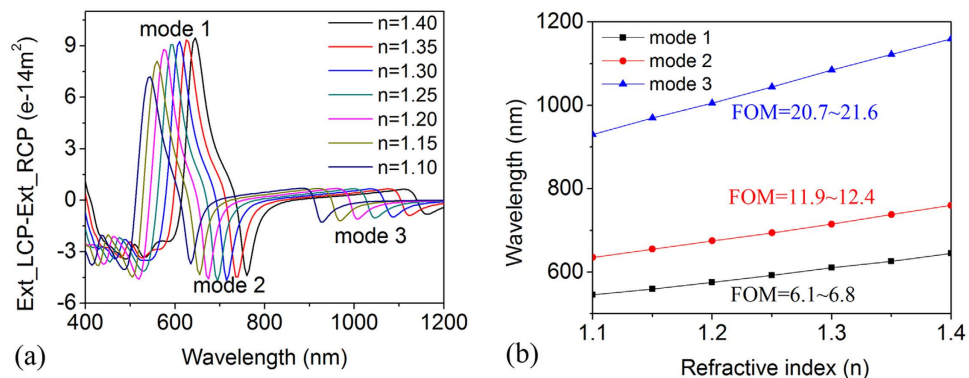 mode 1
n=1.40
n=1.35
n=1.30
n=1.25
n=1.20
n=1.15
n=1.10
mode 2
mode 3
9
6
3
0
-3
-6
400
600
800
1000
1200
Ext_LCP-Ext_RCP (e-14m²)
Wavelength (nm)
(a)
mode 1
mode 2
mode 3
FOM=20.7~21.6
FOM=11.9~12.4
FOM=6.1~6.8
1200
1000
800
600
1.1
1.2
1.3
1.4
Wavelength (nm)
Refractive index (n)
(b)